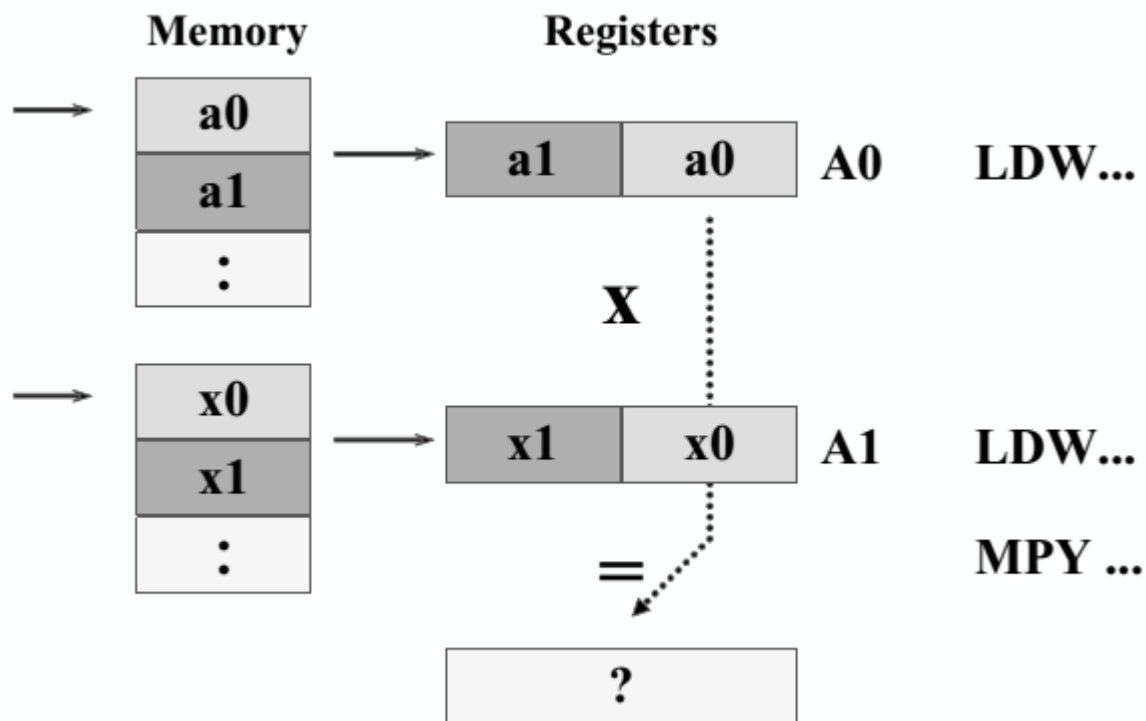 Memory Registers
a0
a1 a0 A0 LDW...
a1
:
x
x0
x1 x0 A1 LDW...
x1
:
= MPY ...
?